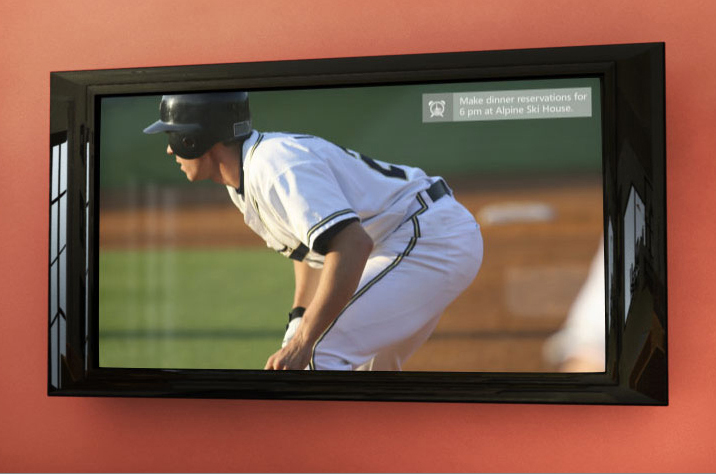 Make dinner reservations for
6 pm at Alpine Ski House.